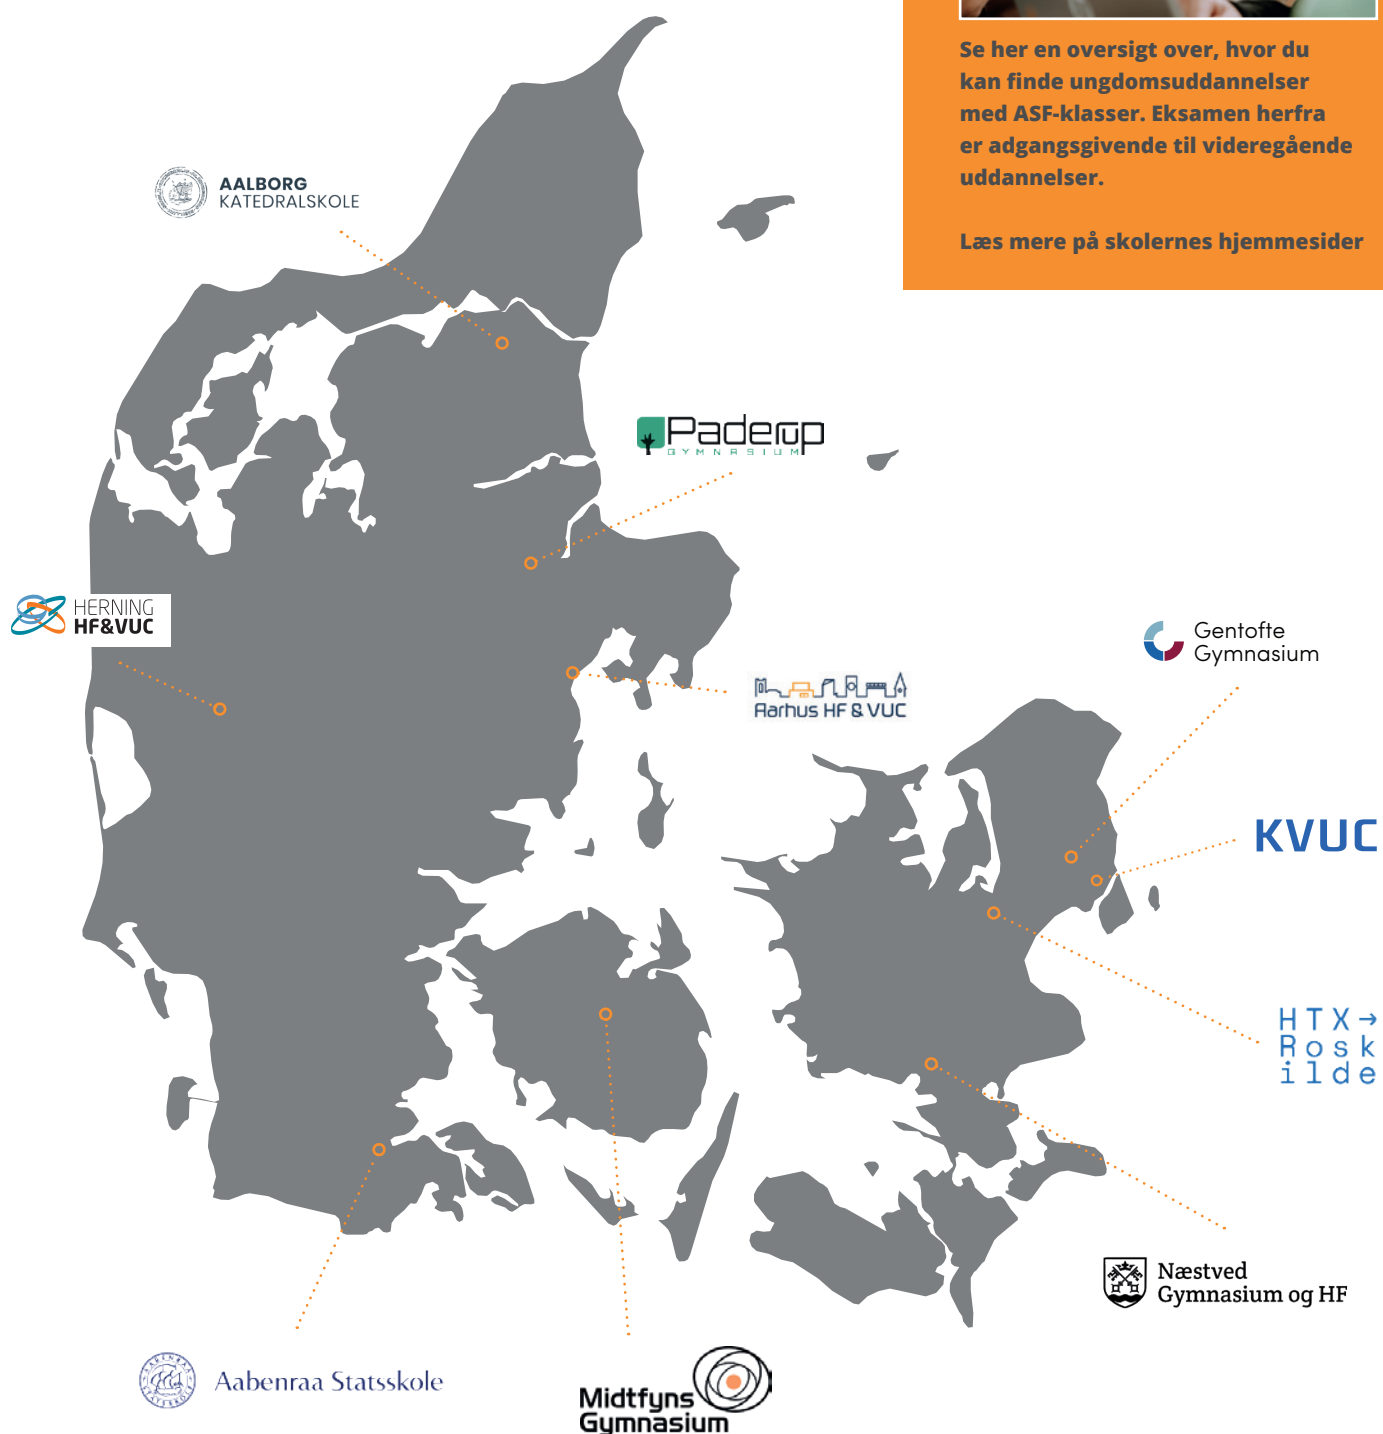 Se her en oversigt over, hvor du
kan finde ungdomsuddannelser
med ASF-klasser. Eksamen herfra
er adgangsgivende til videregående
uddannelser.
Læs mere på skolernes hjemmesider
AALBORG
KATEDRALSKOLE
Paderup
GYMNASIUM
HERNING
HF&VUC
Gentofte
Gymnasium
Aarhus HF & VUC
KVUC
HTX→
Rosk
ilde
Næstved
Gymnasium og HF
AABENRAA
STATSSKOLE
Aabenraa Statsskole
Midtfyns
Gymnasium